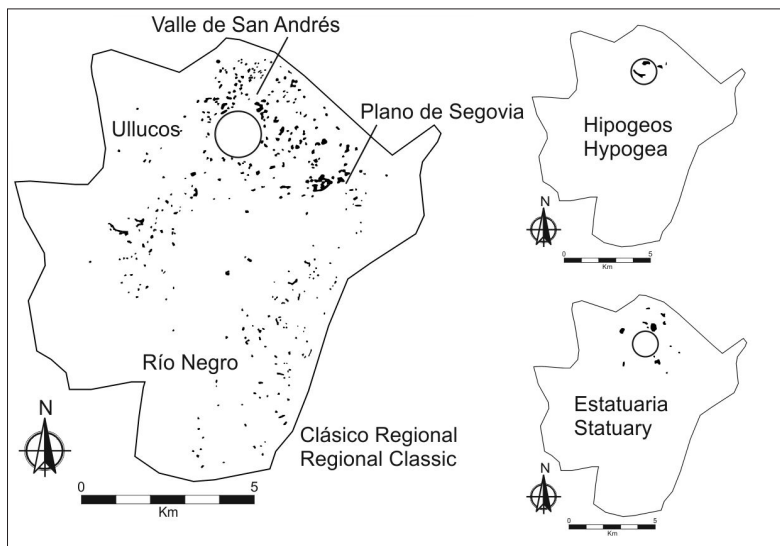 Valle de San Andrés
Ullucos
Plano de Segovia
Río Negro
Clásico Regional
Regional Classic
N
0 5
Km
Hipogeos
Hypogea
N
0 5
Km
Estatuaria
Statuary
N
0 5
Km